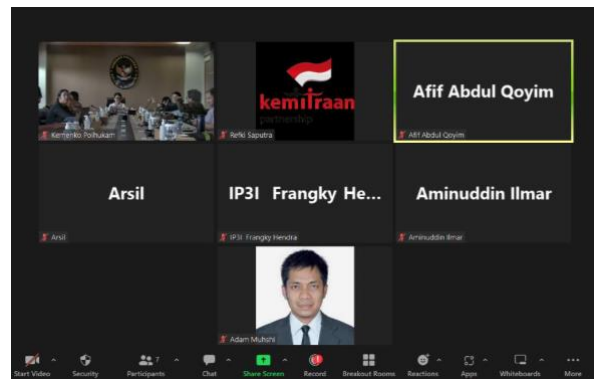 Kemenko Polhukam
kemitraan
partnership
Refki Saputra
Afif Abdul Qoyim
Afif Abdul Qoyim
Arsil
Arsil
IP3I Frangky He...
IP3I Frangky Hendra
Aminuddin Ilmar
Aminuddin Ilmar
Adam Muhshi
Start Video
Security
7
Participants
Chat
Share Screen
Record
Breakout Rooms
Reactions
Apps
Whiteboards
More